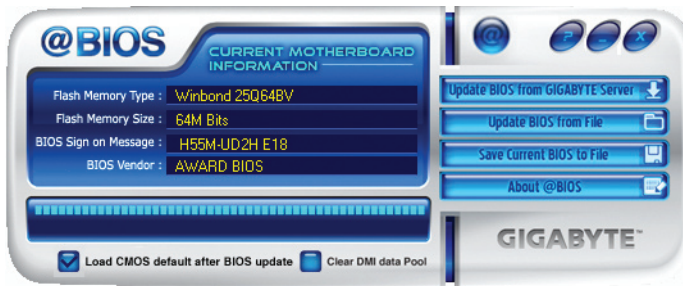 @BIOS
CURRENT MOTHERBOARD
INFORMATION
Flash Memory Type : Winbond 25Q64BV
Flash Memory Size : 64M Bits
BIOS Sign on Message : H55M-UD2H E18
BIOS Vendor : AWARD BIOS
Load CMOS default after BIOS update Clear DMI data Pool
@ ? – X
Update BIOS from GIGABYTE Server
Update BIOS from File
Save Current BIOS to File
About @BIOS
GIGABYTE™